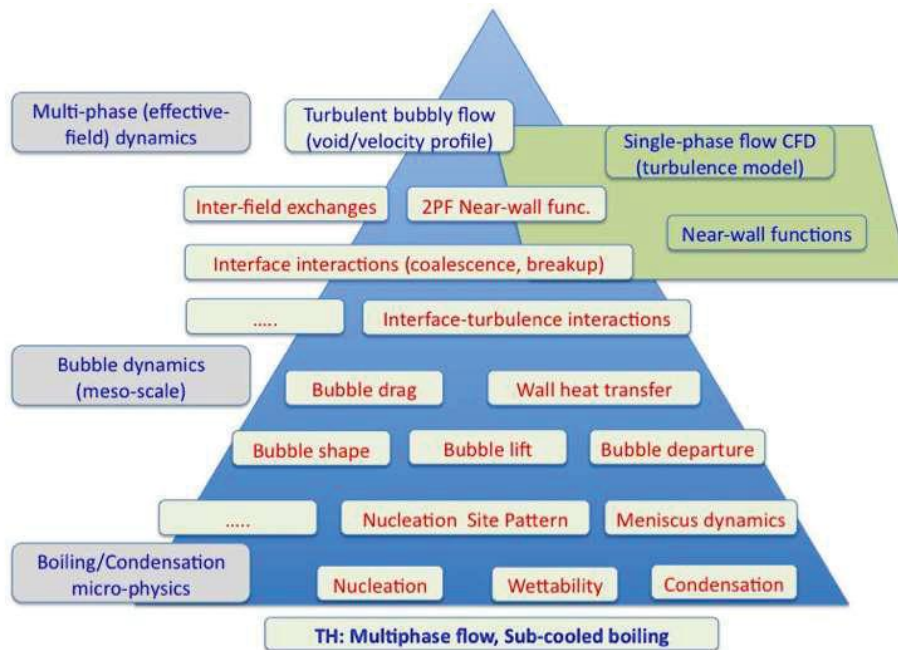 Multi-phase (effective-
field) dynamics
Turbulent bubbly flow
(void/velocity profile)
Single-phase flow CFD
(turbulence model)
Inter-field exchanges
2PF Near-wall func.
Near-wall functions
Interface interactions (coalescence, breakup)
.....
Interface-turbulence interactions
Bubble dynamics
(meso-scale)
Bubble drag
Wall heat transfer
Bubble shape
Bubble lift
Bubble departure
.....
Nucleation Site Pattern
Meniscus dynamics
Boiling/Condensation
micro-physics
Nucleation
Wettability
Condensation
TH: Multiphase flow, Sub-cooled boiling